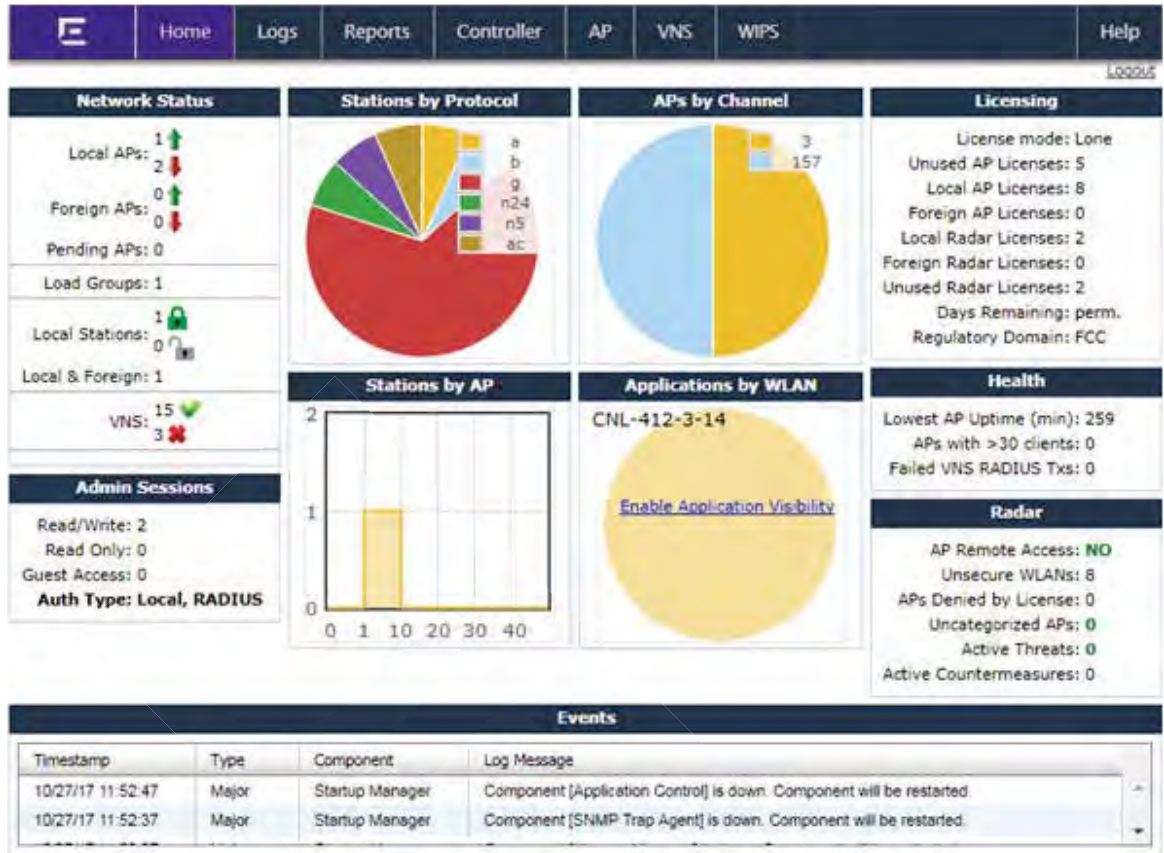 Home Logs Reports Controller AP VNS WIPS Help
Logout
Network Status
Local APs: 1
2
Foreign APs: 0
0
Pending APs: 0
Load Groups: 1
Local Stations: 1
0
Local & Foreign: 1
VNS: 15
3
Admin Sessions
Read/Write: 2
Read Only: 0
Guest Access: 0
Auth Type: Local, RADIUS
Stations by Protocol
a
b
g
n24
n5
ac
APs by Channel
3
157
Stations by AP
2
1
0
0 1 10 20 30 40
Applications by WLAN
CNL-412-3-14
Enable Application Visibility
Licensing
License mode: Lone
Unused AP Licenses: 5
Local AP Licenses: 8
Foreign AP Licenses: 0
Local Radar Licenses: 2
Foreign Radar Licenses: 0
Unused Radar Licenses: 2
Days Remaining: perm.
Regulatory Domain: FCC
Health
Lowest AP Uptime (min): 259
APs with >30 clients: 0
Failed VNS RADIUS Txs: 0
Radar
AP Remote Access: NO
Unsecure WLANs: 8
APs Denied by License: 0
Uncategorized APs: 0
Active Threats: 0
Active Countermeasures: 0
Events
Timestamp Type Component Log Message
10/27/17 11:52:47 Major Startup Manager Component [Application Control] is down. Component will be restarted.
10/27/17 11:52:37 Major Startup Manager Component [SNMP Trap Agent] is down. Component will be restarted.